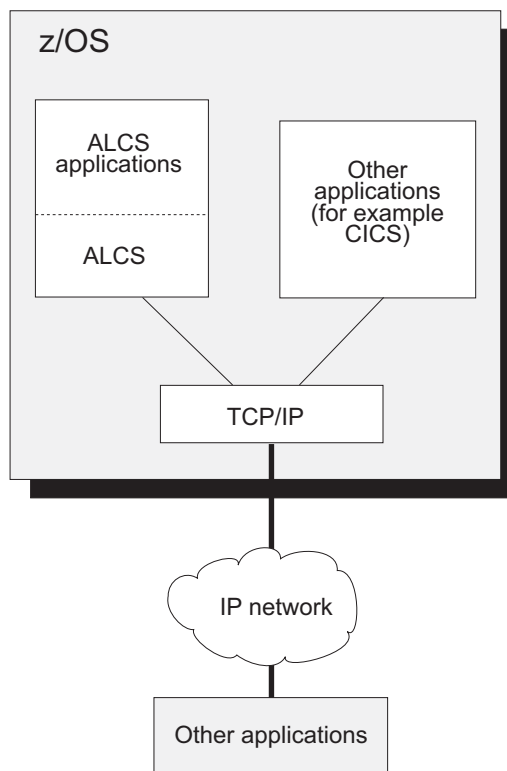 z/OS
ALCS
applications
ALCS
Other
applications
(for example
CICS)
TCP/IP
IP network
Other applications